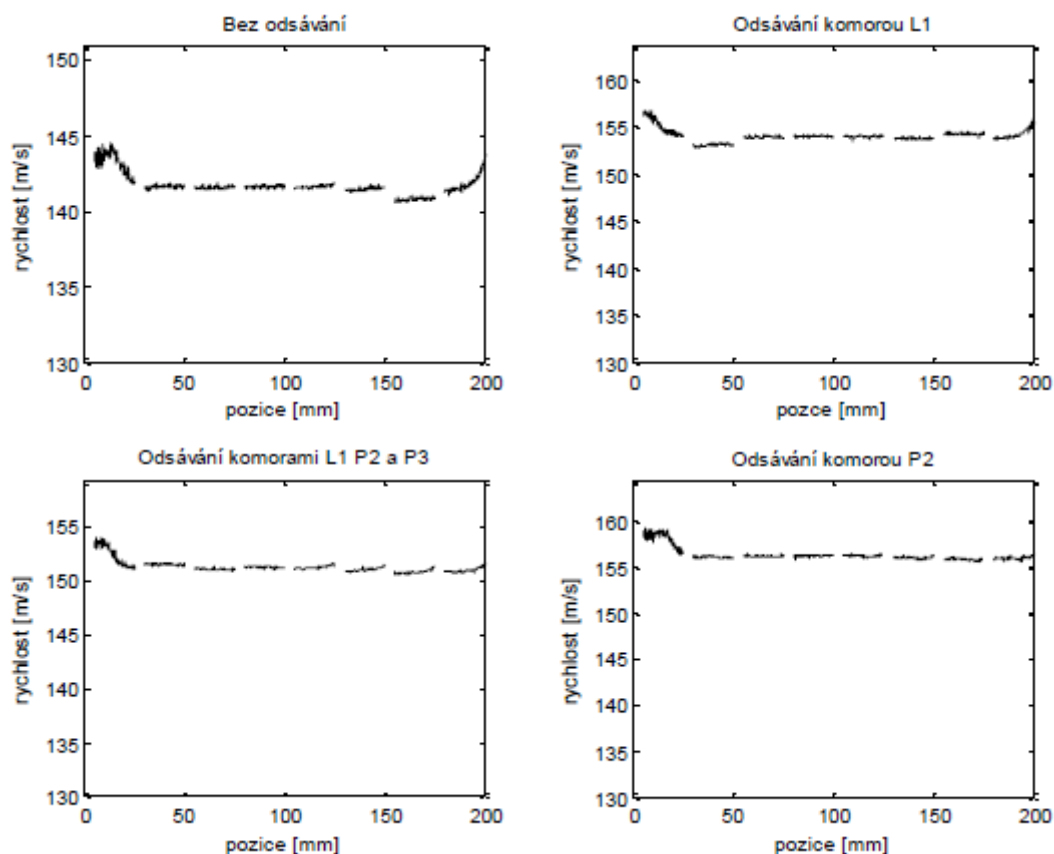 Bez odsávání
150
145
140
135
130
rychlost [m/s]
0 50 100 150 200
pozice [mm]
Odsávání komorou L1
160
155
150
145
140
135
130
rychlost [m/s]
0 50 100 150 200
pozce [mm]
Odsávání komorami L1 P2 a P3
155
150
145
140
135
130
rychlost [m/s]
0 50 100 150 200
pozice [mm]
Odsávání komorou P2
160
155
150
145
140
135
130
rychlost [m/s]
0 50 100 150 200
pozice [mm]